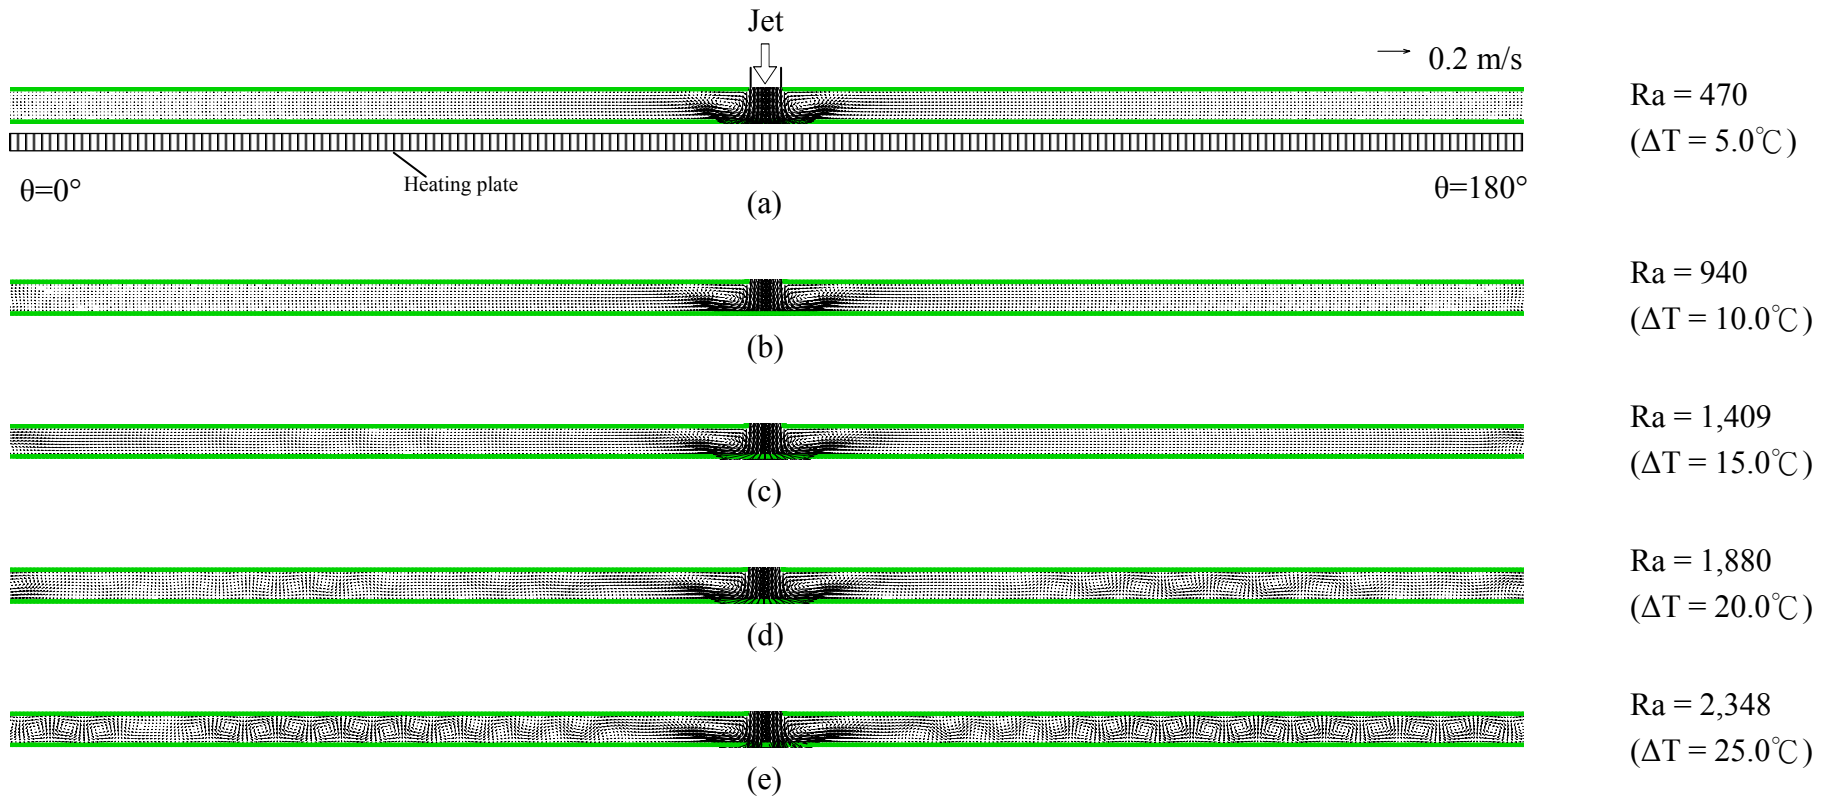 Jet
0.2 m/s
Ra = 470
(ΔT = 5.0℃)
θ=0°
Heating plate
θ=180°
(a)
Ra = 940
(ΔT = 10.0℃)
(b)
Ra = 1,409
(ΔT = 15.0℃)
(c)
Ra = 1,880
(ΔT = 20.0℃)
(d)
Ra = 2,348
(ΔT = 25.0℃)
(e)